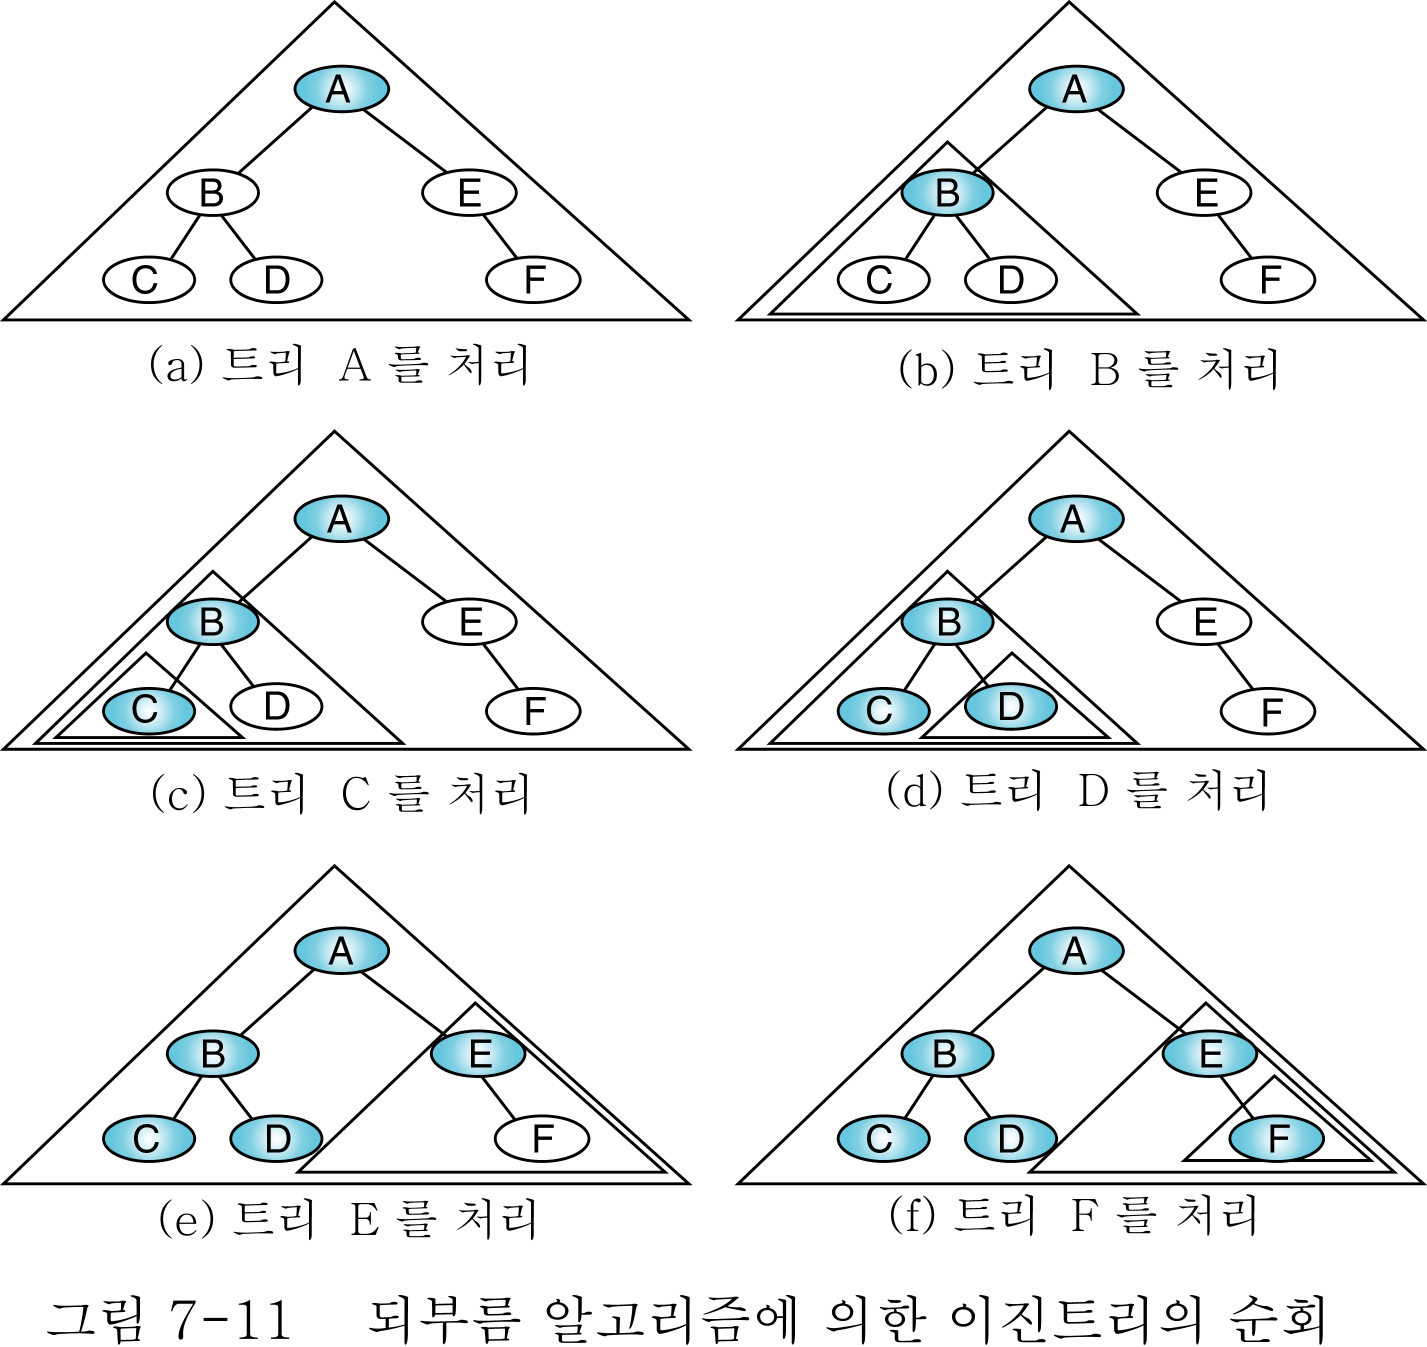 A
B E
C D F
(a) 트리 A 를 처리
A
B E
C D F
(b) 트리 B 를 처리
A
B E
C D F
(c) 트리 C 를 처리
A
B E
C D F
(d) 트리 D 를 처리
A
B E
C D F
(e) 트리 E 를 처리
A
B E
C D F
(f) 트리 F 를 처리
그림 7-11 되부름 알고리즘에 의한 이진트리의 순회